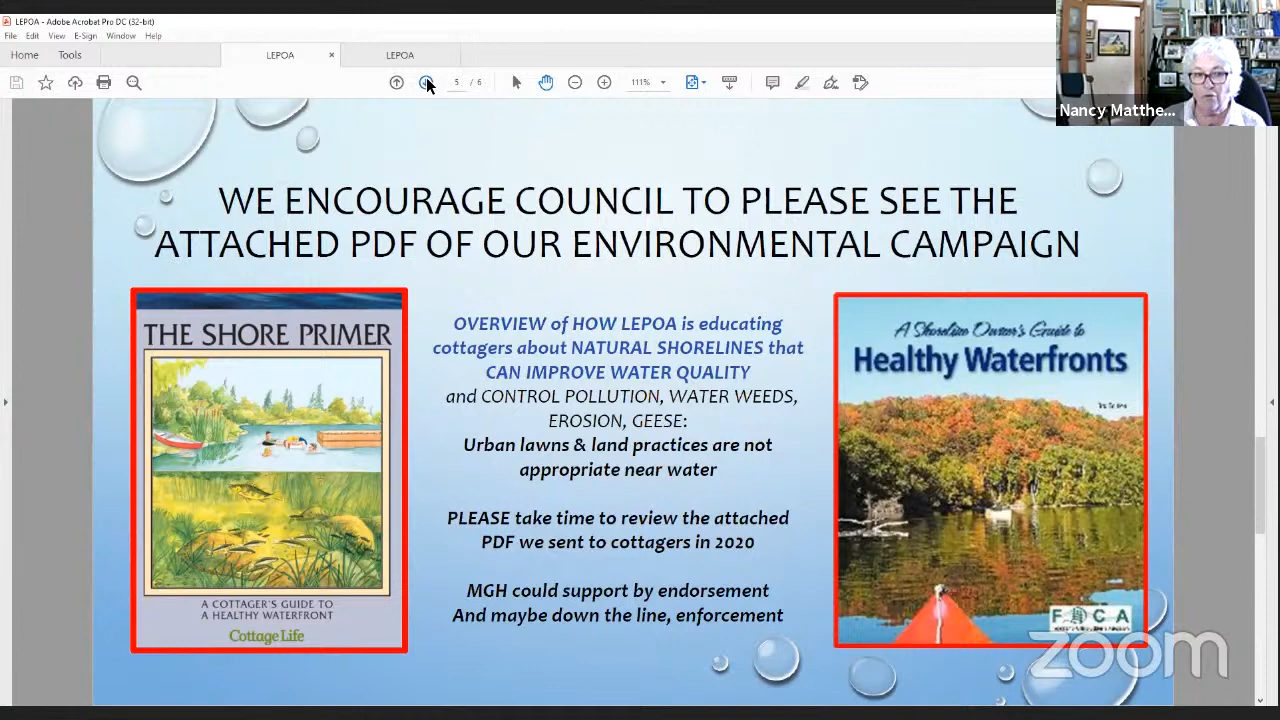 LEPOA - Adobe Acrobat Pro DC (32-bit)
File Edit View E-Sign Window Help
Home Tools LEPOA × LEPOA
5 / 6 111%
Nancy Matthe...
WE ENCOURAGE COUNCIL TO PLEASE SEE THE
ATTACHED PDF OF OUR ENVIRONMENTAL CAMPAIGN
THE SHORE PRIMER
A COTTAGER'S GUIDE TO
A HEALTHY WATERFRONT
Cottage Life
OVERVIEW of HOW LEPOA is educating
cottagers about NATURAL SHORELINES that
CAN IMPROVE WATER QUALITY
and CONTROL POLLUTION, WATER WEEDS,
EROSION, GEESE:
Urban lawns & land practices are not
appropriate near water
PLEASE take time to review the attached
PDF we sent to cottagers in 2020
MGH could support by endorsement
And maybe down the line, enforcement
A Shoreline Owner's Guide to
Healthy Waterfronts
FOCA
zoom